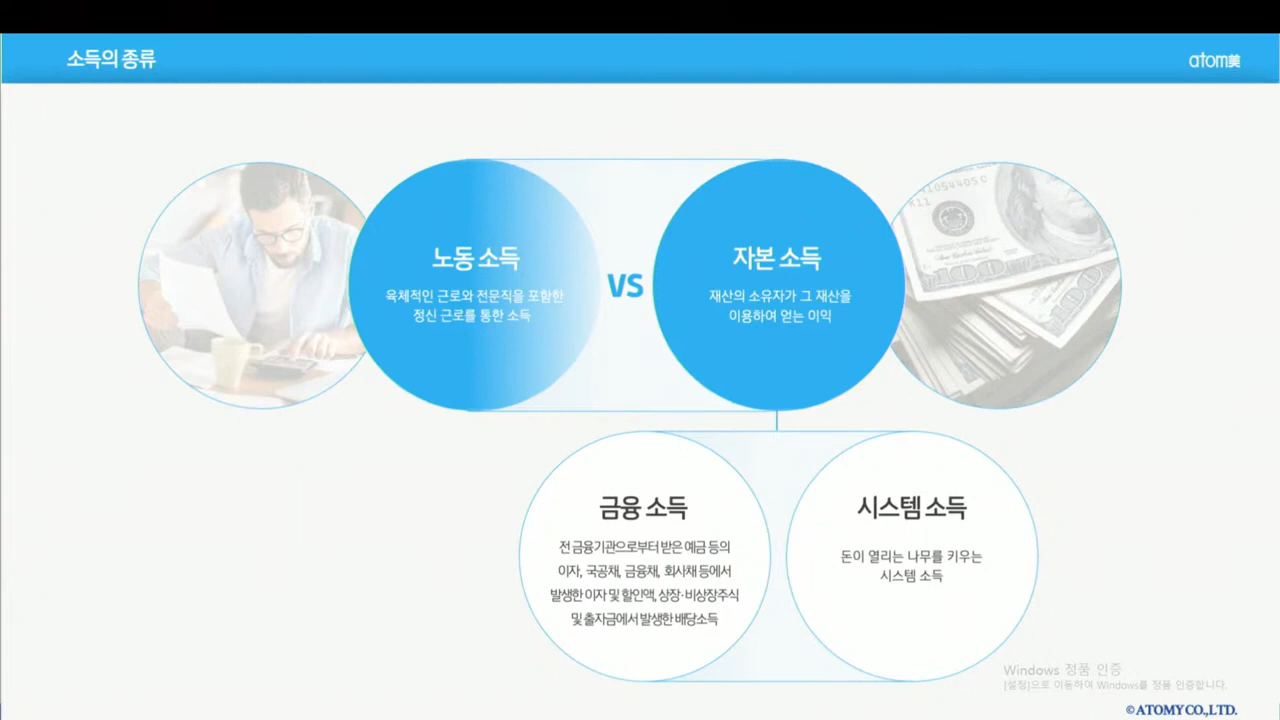 소득의 종류
atom美
노동 소득
육체적인 근로와 전문직을 포함한
정신 근로를 통한 소득
VS
자본 소득
재산의 소유자가 그 재산을
이용하여 얻는 이익
금융 소득
전 금융기관으로부터 받은 예금 등의
이자, 국공채, 금융채, 회사채 등에서
발생한 이자 및 할인액, 상장·비상장주식
및 출자금에서 발생한 배당소득
시스템 소득
돈이 열리는 나무를 키우는
시스템 소득
Windows 정품 인증
[설정]으로 이동하여 Windows를 정품 인증합니다.
© ATOMY CO.,LTD.